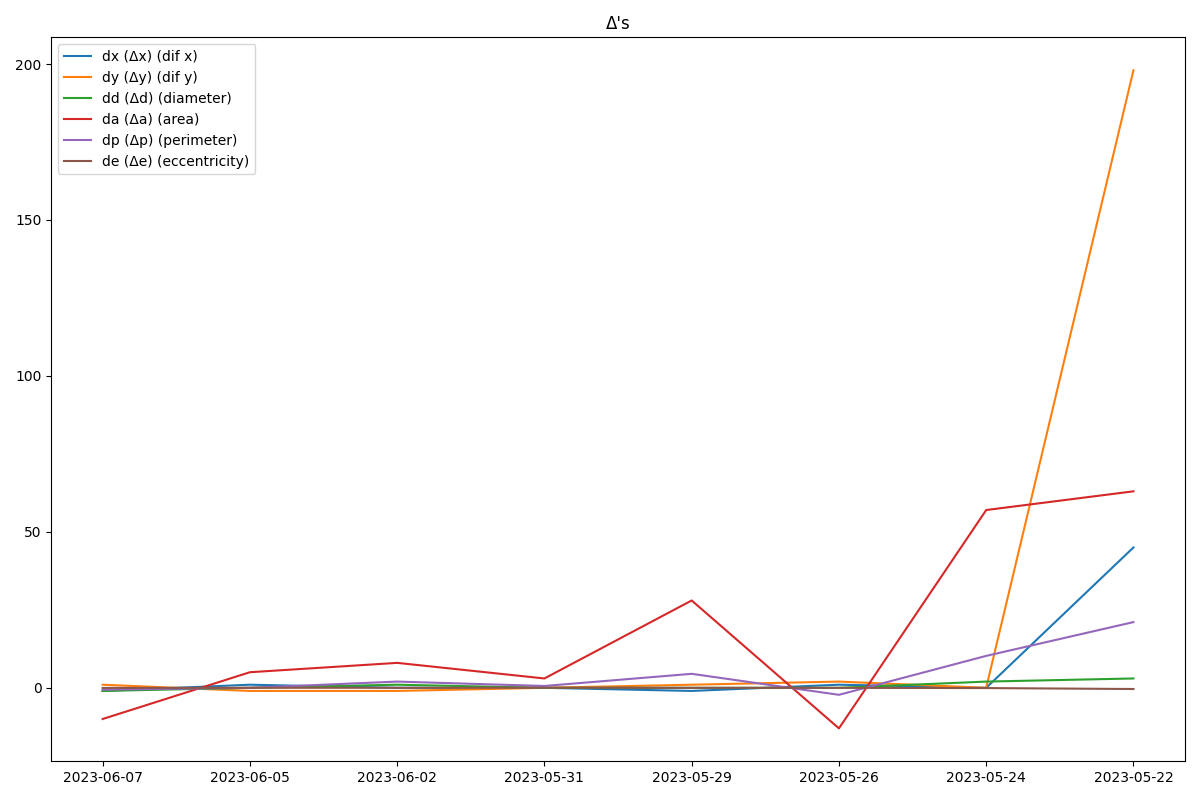 Δ's
dx (Δx) (dif x)
dy (Δy) (dif y)
dd (Δd) (diameter)
da (Δa) (area)
dp (Δp) (perimeter)
de (Δe) (eccentricity)
200
150
100
50
0
2023-06-07 2023-06-05 2023-06-02 2023-05-31 2023-05-29 2023-05-26 2023-05-24 2023-05-22